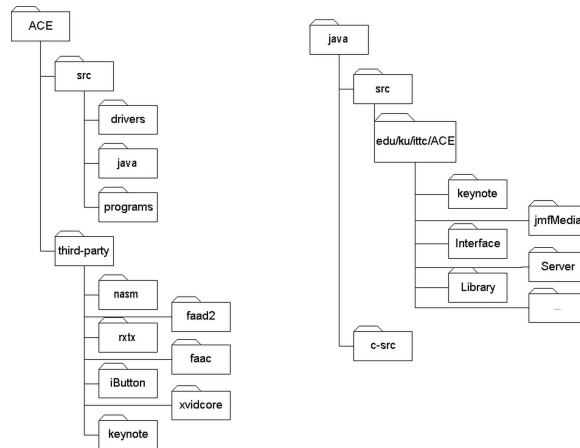 ACE
src
drivers
java
programs
third-party
nasm
faad2
rxtx
faac
iButton
xvidcore
keynote
java
src
edu/ku/ittc/ACE
keynote
jmfMedia
Interface
Server
Library
...
c-src